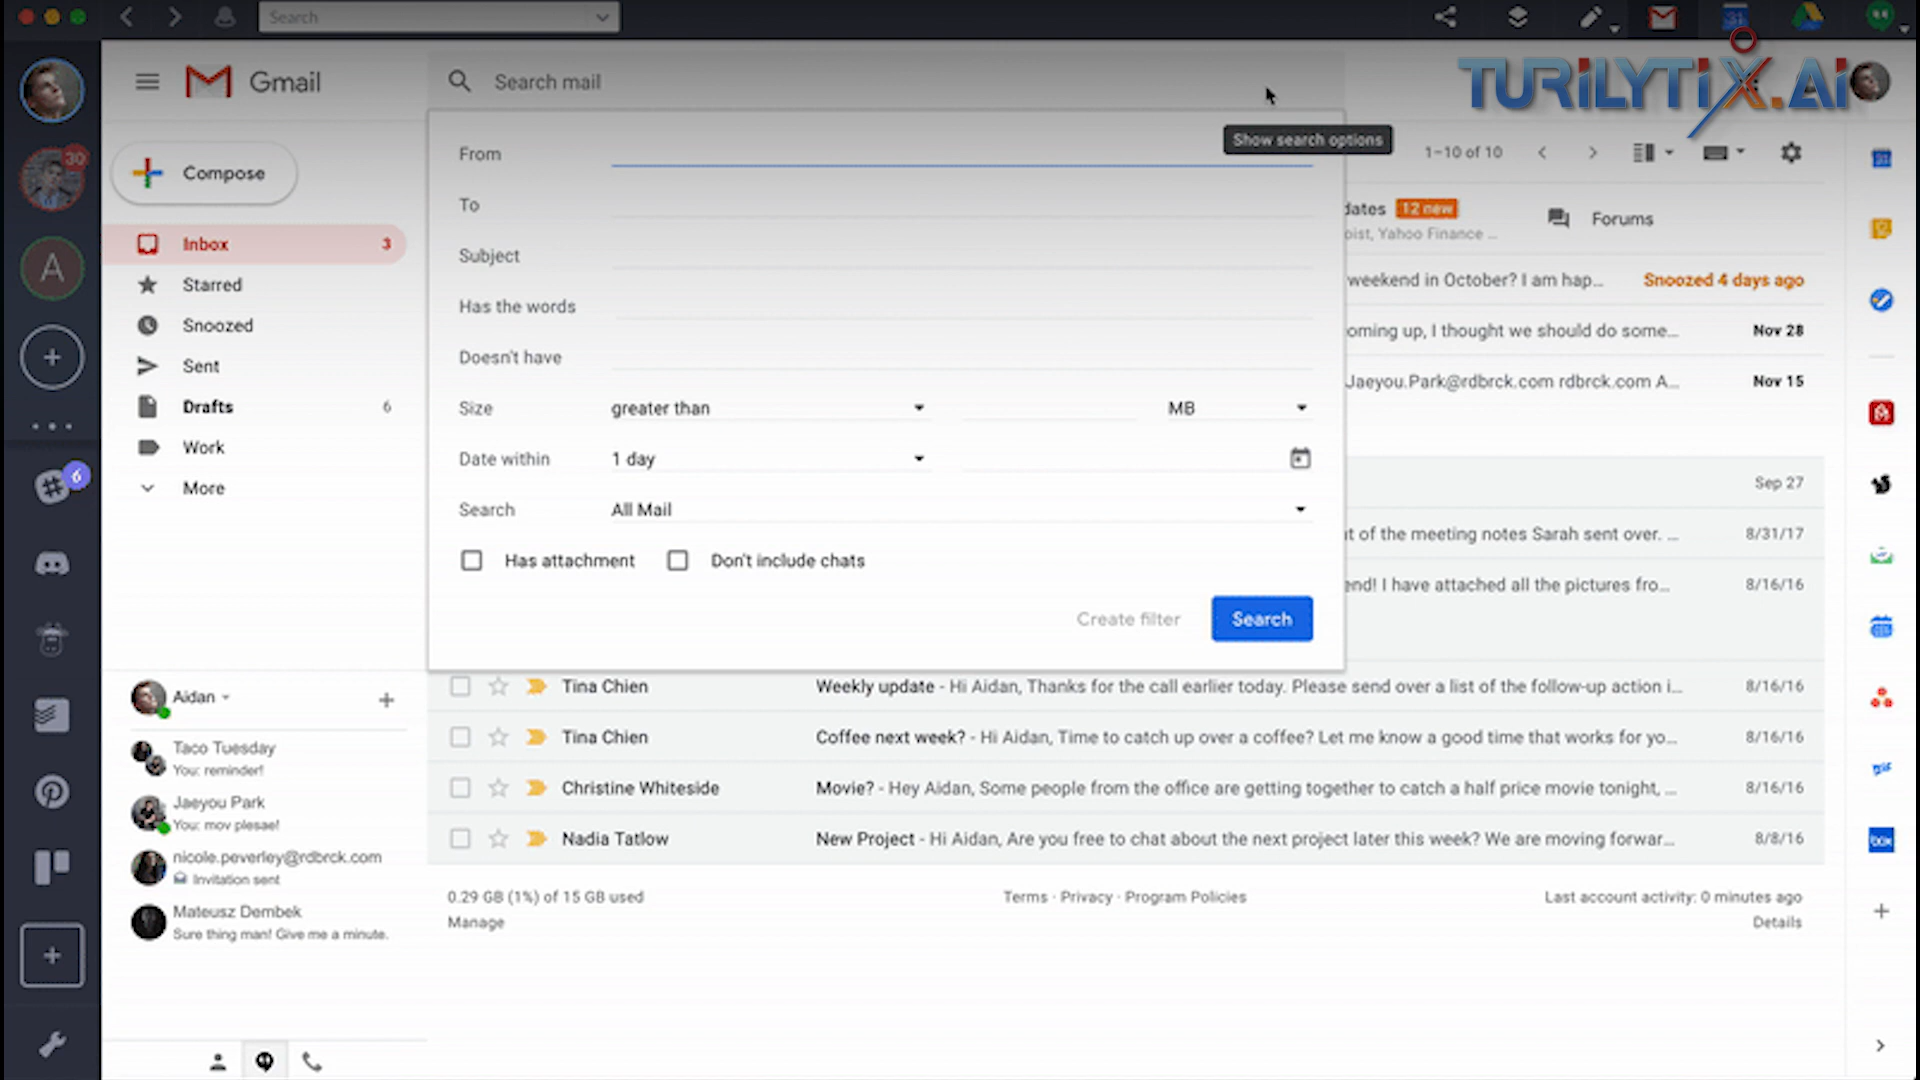 Search
31
TURILYTIX.AI
Gmail
Search mail
Show search options
30
Compose
From
1–10 of 10
To
dates 12 new
oist, Yahoo Finance ...
Forums
Inbox 3
Subject
A
Starred
weekend in October? I am hap... Snoozed 4 days ago
Has the words
Snoozed
oming up, I thought we should do some... Nov 28
Doesn't have
Sent
Jaeyou.Park@rdbrck.com rdbrck.com A... Nov 15
Size greater than MB
Drafts 6
Date within 1 day
Work
6
More
Sep 27
Search All Mail
t of the meeting notes Sarah sent over. ... 8/31/17
Has attachment Don't include chats
end! I have attached all the pictures fro... 8/16/16
Create filter Search
Tina Chien Weekly update - Hi Aidan, Thanks for the call earlier today. Please send over a list of the follow-up action i... 8/16/16
Aidan
Tina Chien Coffee next week? - Hi Aidan, Time to catch up over a coffee? Let me know a good time that works for yo... 8/16/16
Taco Tuesday
You: reminder!
Christine Whiteside Movie? - Hey Aidan, Some people from the office are getting together to catch a half price movie tonight, ... 8/16/16
Jaeyou Park
You: mov plesae!
Nadia Tatlow New Project - Hi Aidan, Are you free to chat about the next project later this week? We are moving forwar... 8/8/16
box
nicole.peverley@rdbrck.com
Invitation sent
0.29 GB (1%) of 15 GB used Terms · Privacy · Program Policies Last account activity: 0 minutes ago
Manage Details
Mateusz Dembek
Sure thing man! Give me a minute.